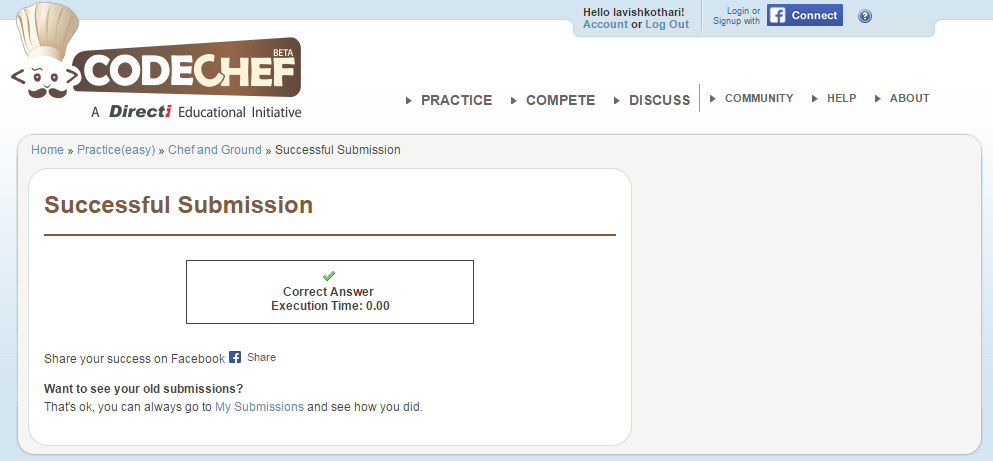 Hello lavishkothari!
Account or Log Out
Login or
Signup with
Connect
?
BETA
CODECHEF
A Directi Educational Initiative
PRACTICE
COMPETE
DISCUSS
COMMUNITY
HELP
ABOUT
Home » Practice(easy) » Chef and Ground » Successful Submission
Successful Submission
Correct Answer
Execution Time: 0.00
Share your success on Facebook f Share
Want to see your old submissions?
That's ok, you can always go to My Submissions and see how you did.